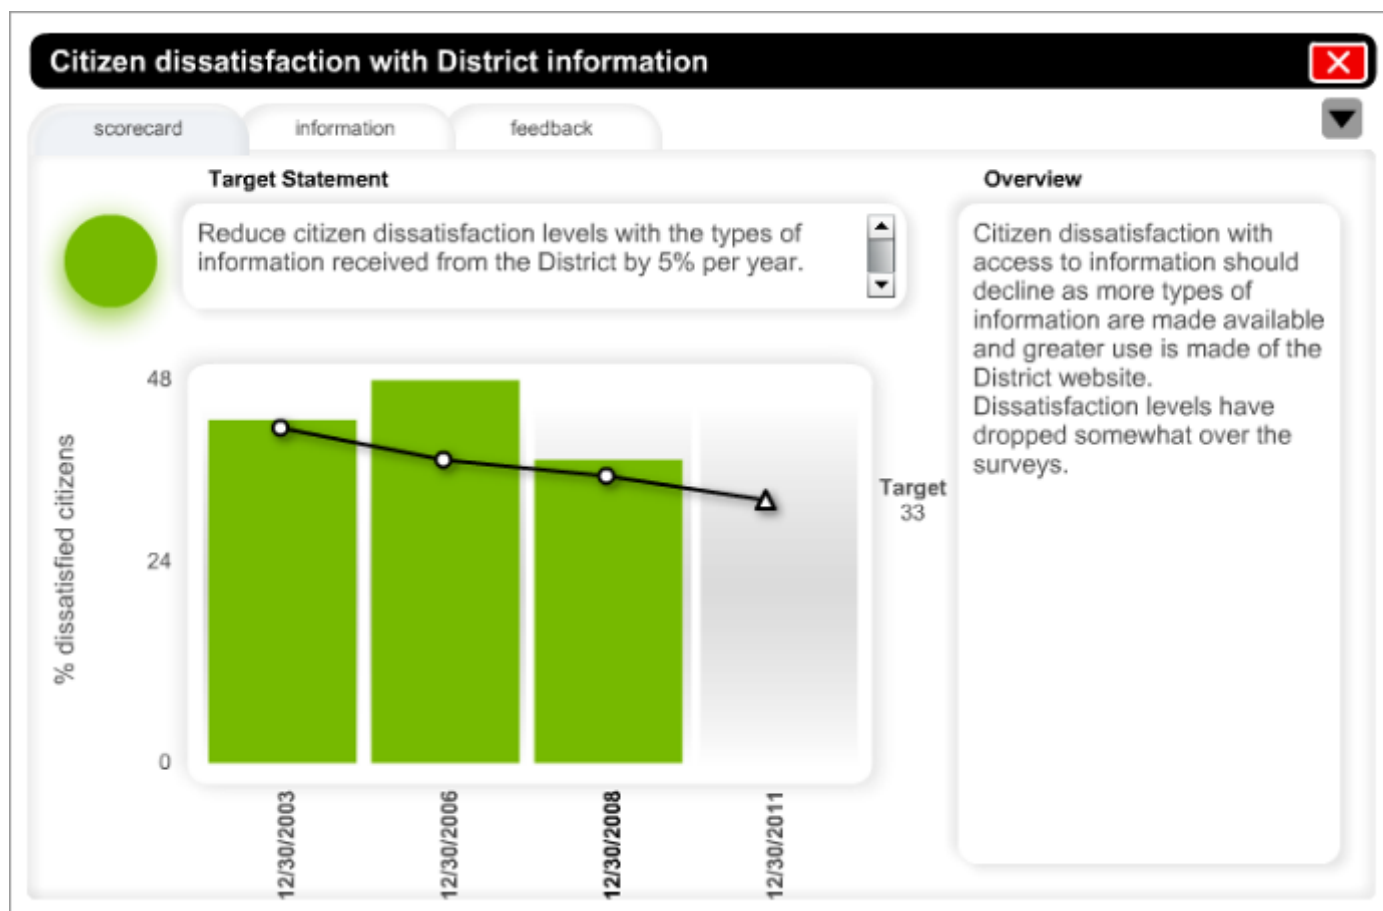 Citizen dissatisfaction with District information
scorecard
information
feedback
Target Statement
Reduce citizen dissatisfaction levels with the types of
information received from the District by 5% per year.
Overview
Citizen dissatisfaction with
access to information should
decline as more types of
information are made available
and greater use is made of the
District website.
Dissatisfaction levels have
dropped somewhat over the
surveys.
% dissatisfied citizens
48
24
0
Target
33
12/30/2003
12/30/2006
12/30/2008
12/30/2011